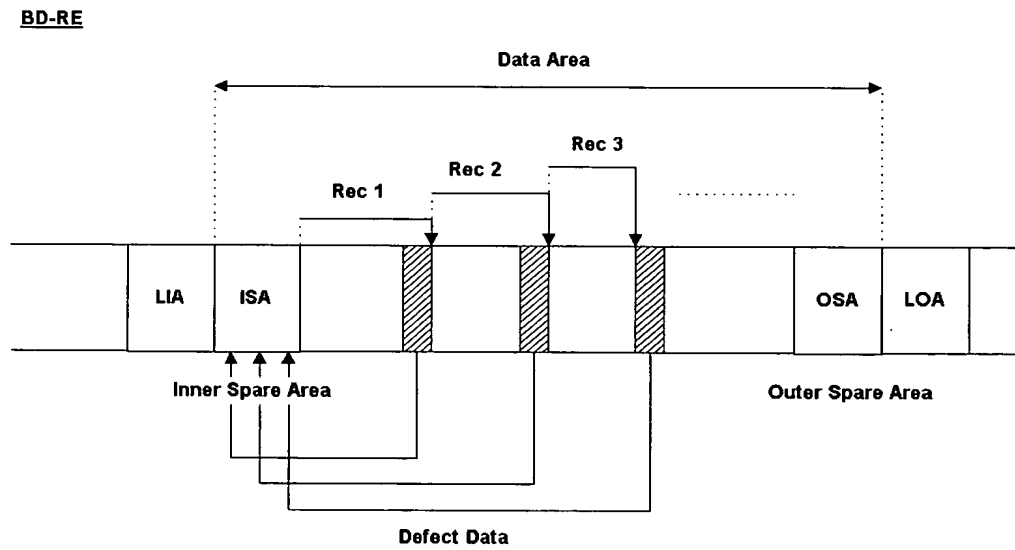 BD-RE
Data Area
Rec 3
Rec 2
Rec 1
LIA ISA OSA LOA
Inner Spare Area Outer Spare Area
Defect Data